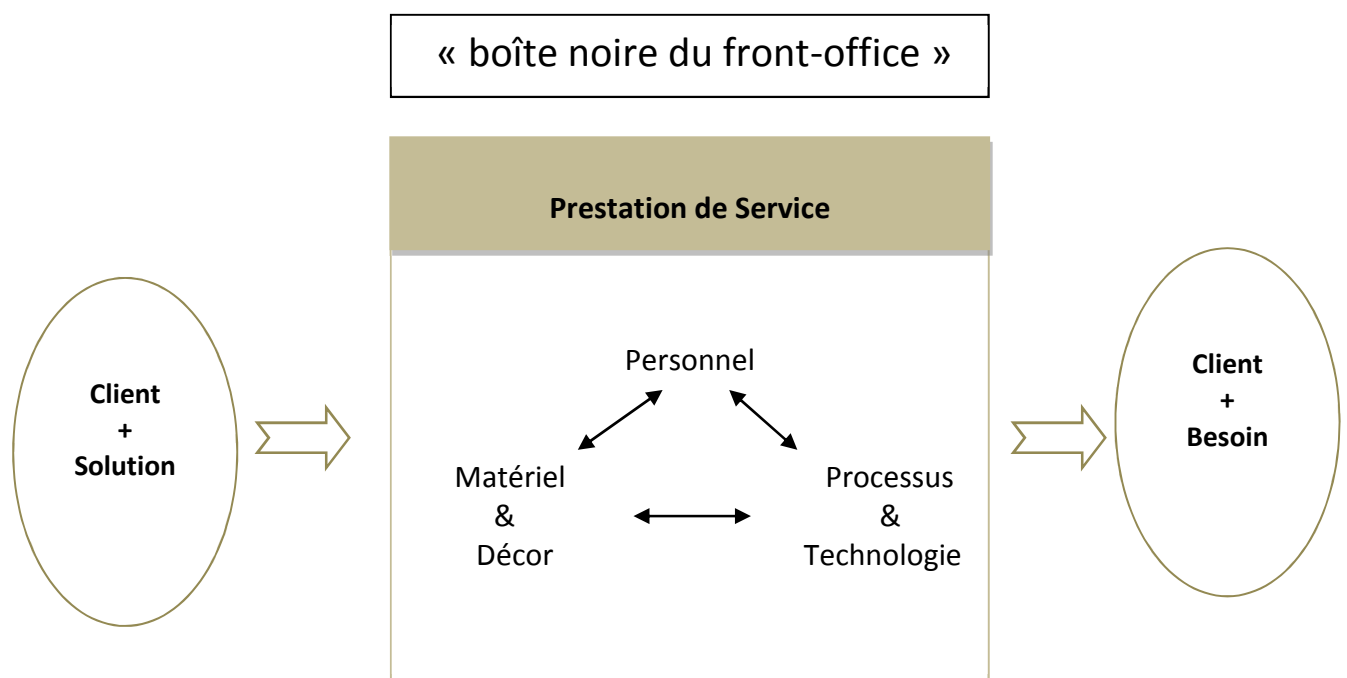 « boîte noire du front-office »
Prestation de Service
Client
+
Solution
Personnel
Matériel
&
Décor
Processus
&
Technologie
Client
+
Besoin